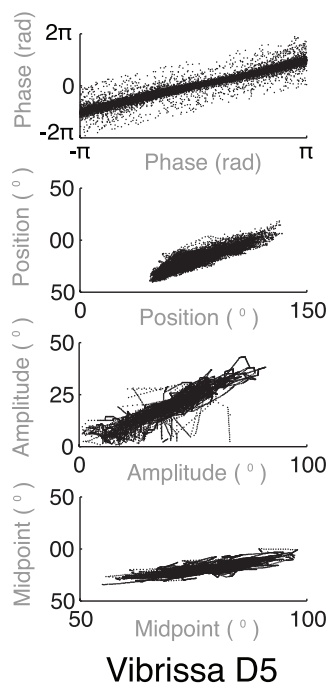 2π
Phase (rad)
0
-2π
-π
π
Phase (rad)
50
Position ( °)
00
50
0
150
Position ( °)
50
Amplitude ( °)
25
0
0
100
Amplitude ( °)
50
Midpoint ( °)
00
50
50
100
Midpoint ( °)
Vibrissa D5